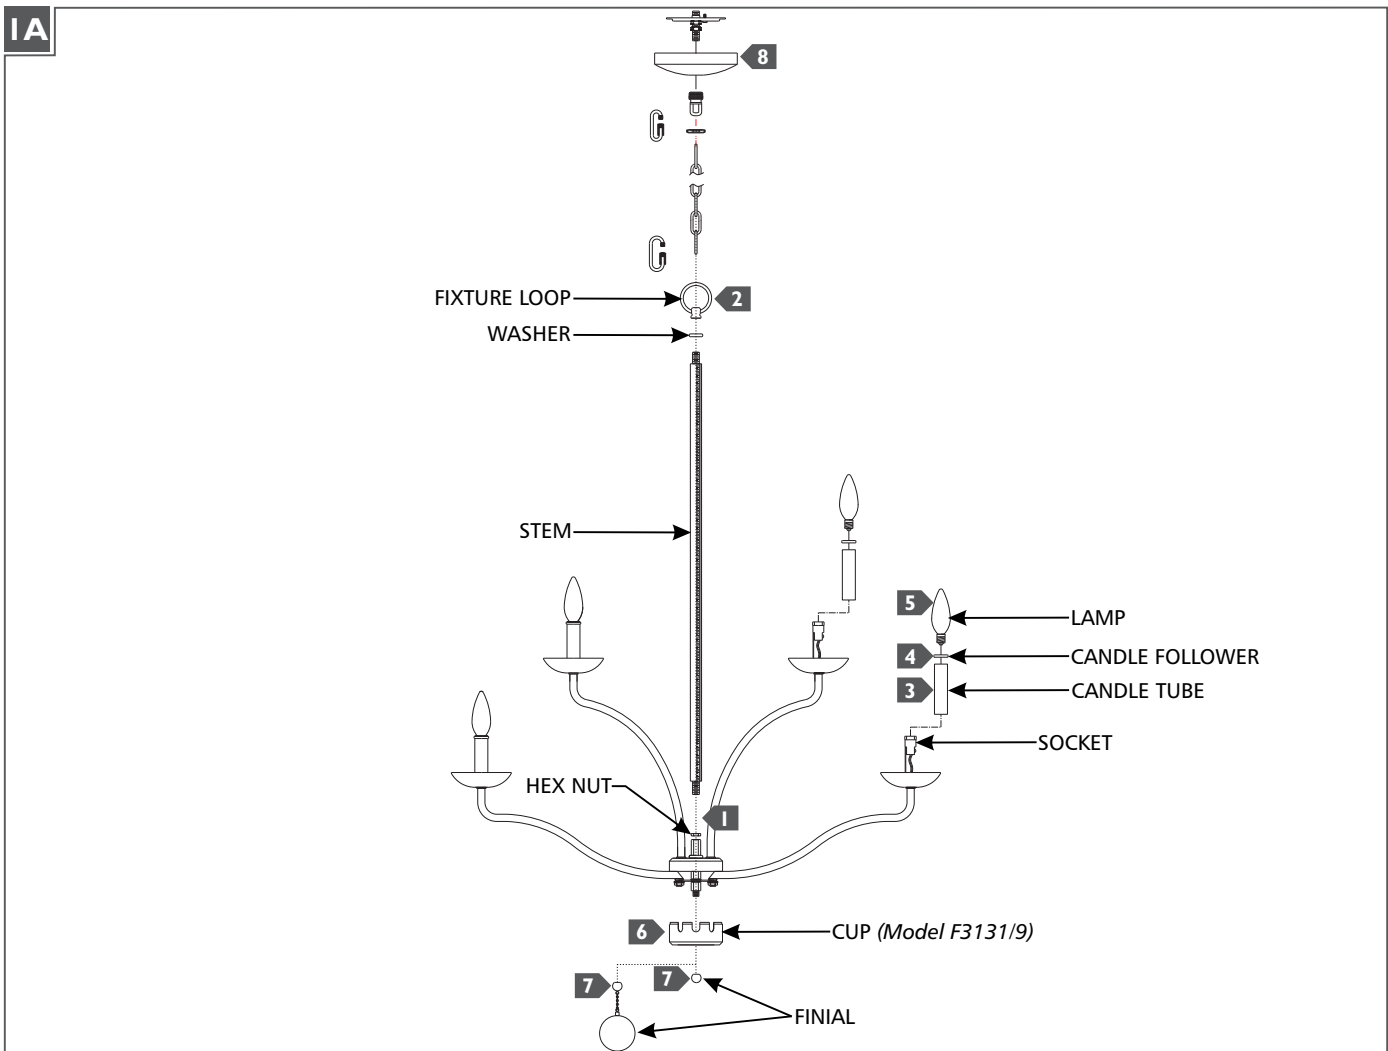 1A
8
FIXTURE LOOP
2
WASHER
STEM
5
LAMP
4
CANDLE FOLLOWER
3
CANDLE TUBE
SOCKET
HEX NUT
1
6
CUP (Model F3131/9)
7
7
FINIAL